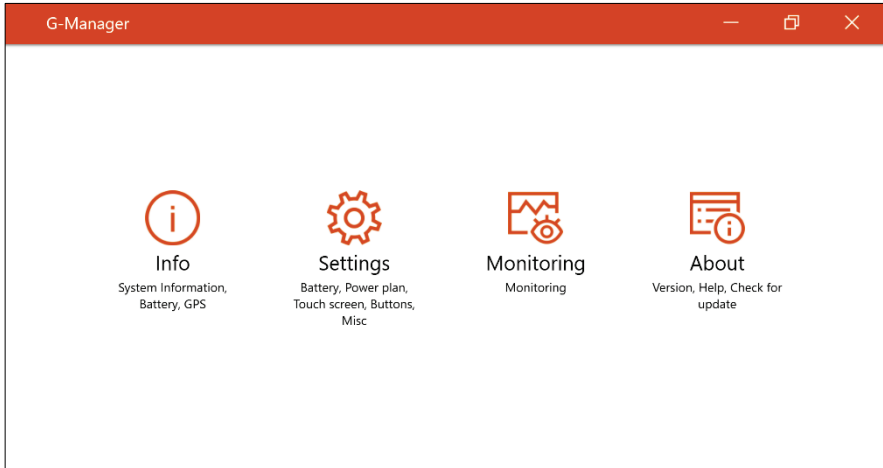 G-Manager
Info
System Information,
Battery, GPS
Settings
Battery, Power plan,
Touch screen, Buttons,
Misc
Monitoring
Monitoring
About
Version, Help, Check for
update